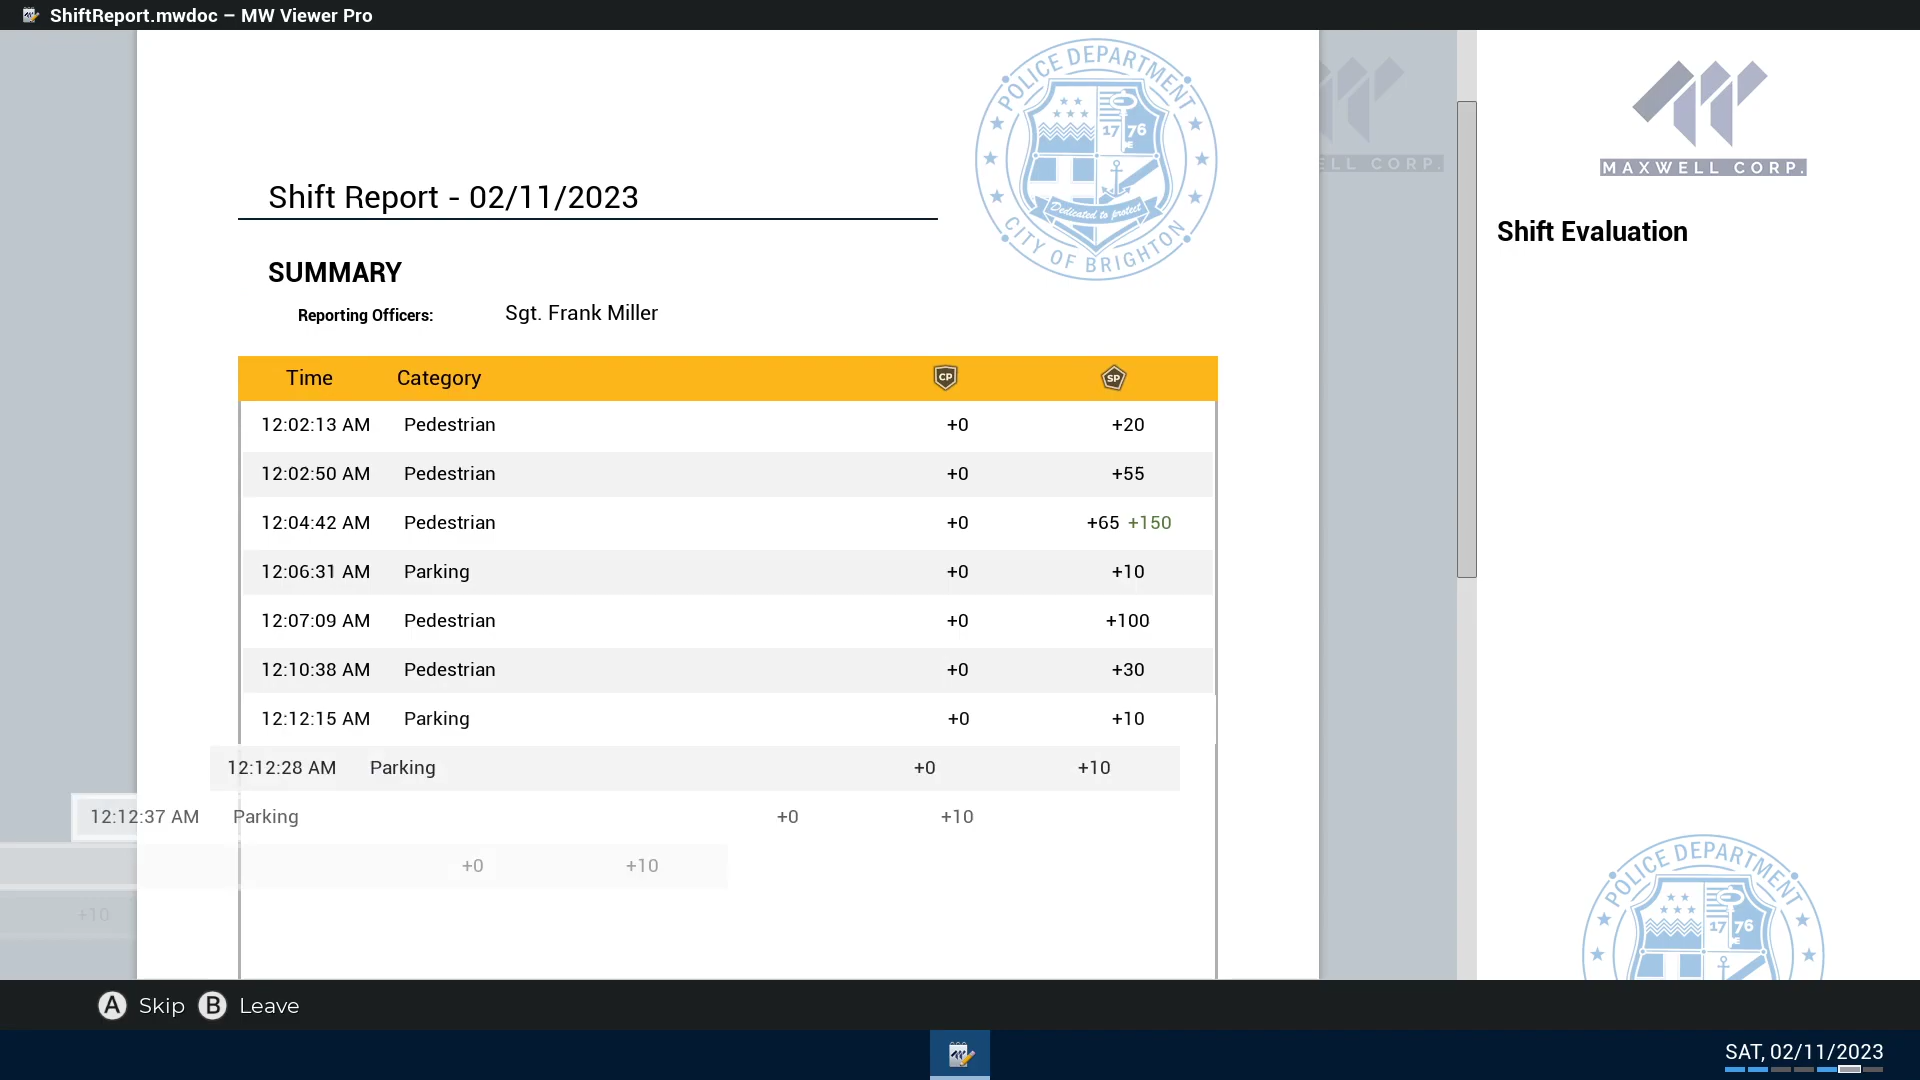 ShiftReport.mwdoc – MW Viewer Pro
POLICE DEPARTMENT
1776
Dedicated to protect
CITY OF BRIGHTON
Shift Report - 02/11/2023
SUMMARY
Reporting Officers: Sgt. Frank Miller
Time Category CP SP
12:02:13 AM Pedestrian +0 +20
12:02:50 AM Pedestrian +0 +55
12:04:42 AM Pedestrian +0 +65 +150
12:06:31 AM Parking +0 +10
12:07:09 AM Pedestrian +0 +100
12:10:38 AM Pedestrian +0 +30
12:12:15 AM Parking +0 +10
12:12:28 AM Parking +0 +10
12:12:37 AM Parking +0 +10
+0 +10
+10
ELL CORP.
MAXWELL CORP.
Shift Evaluation
POLICE DEPARTMENT
1776
A Skip B Leave
SAT, 02/11/2023